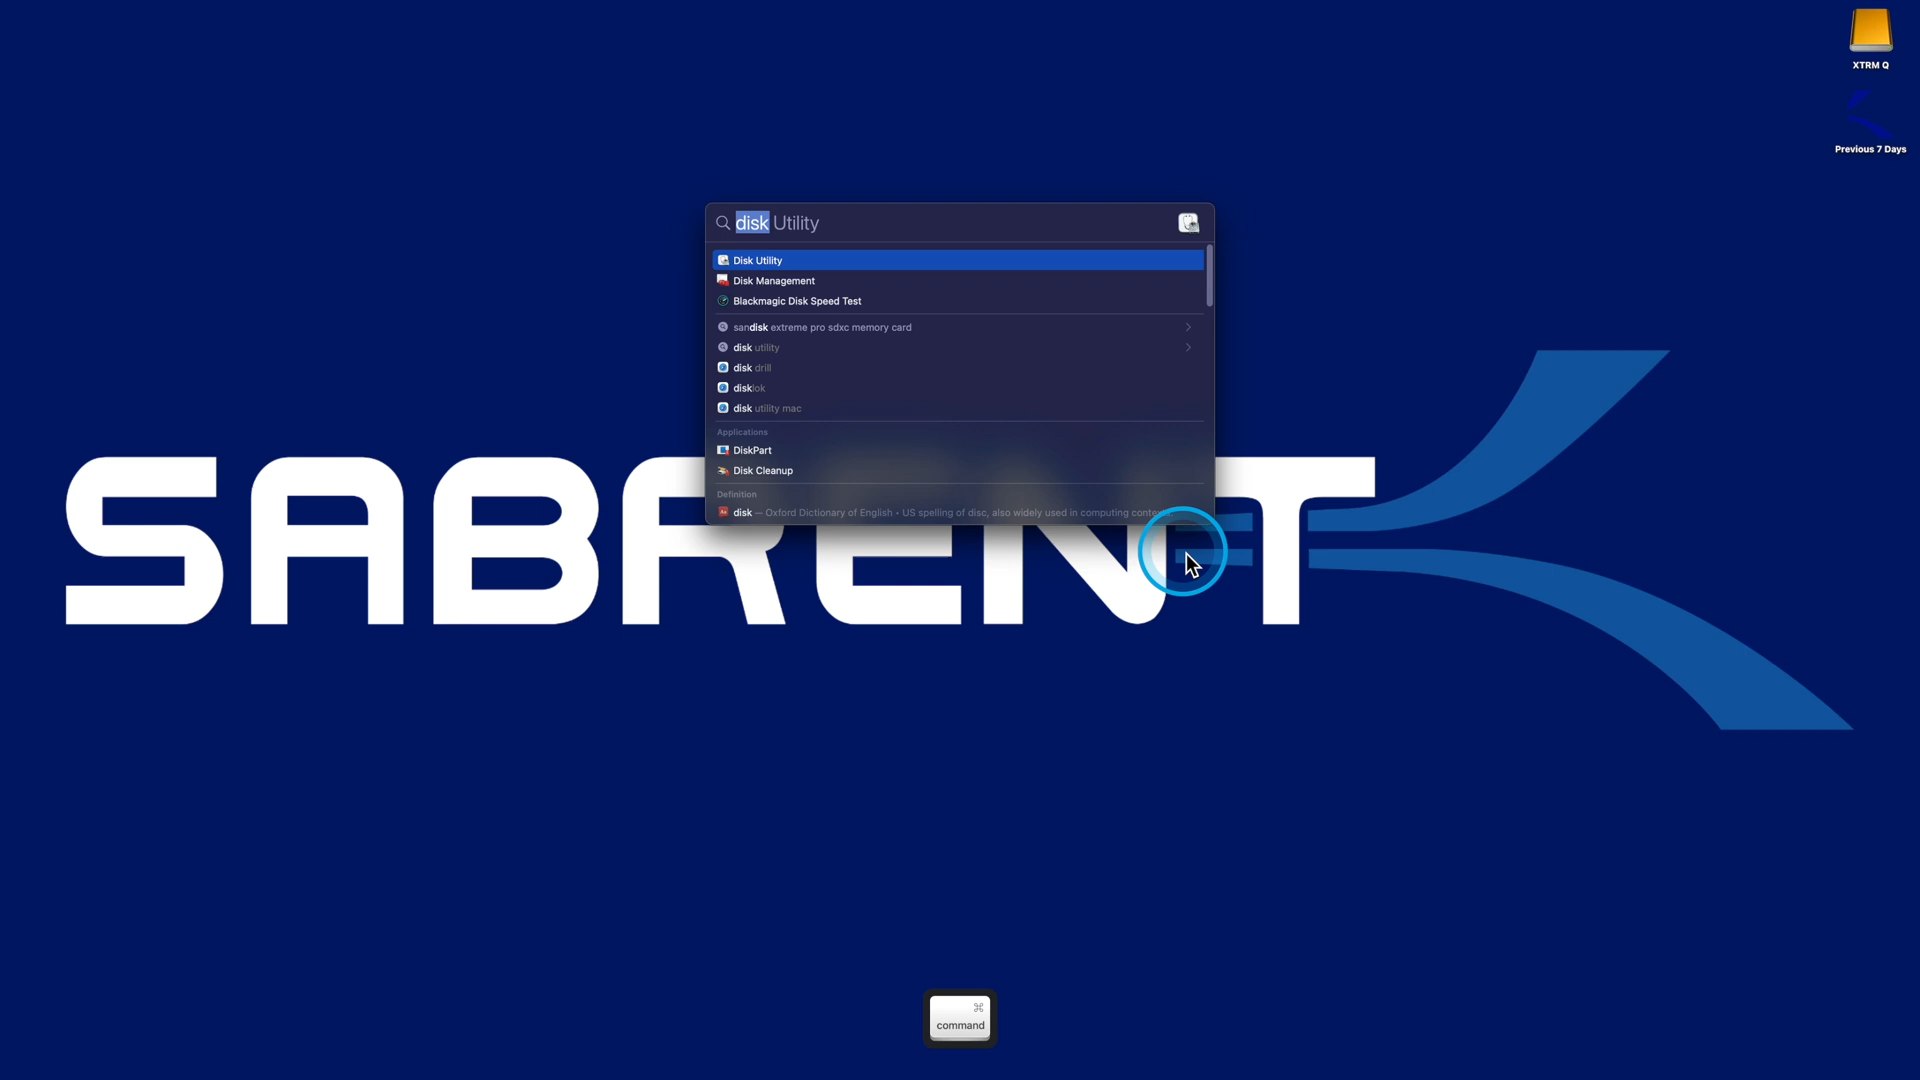 XTRM Q
Previous 7 Days
disk Utility
Disk Utility
Disk Management
Blackmagic Disk Speed Test
sandisk extreme pro sdxc memory card
disk utility
disk drill
disklok
disk utility mac
Applications
DiskPart
Disk Cleanup
Definition
disk — Oxford Dictionary of English • US spelling of disc, also widely used in computing
SABRENT
⌘
command